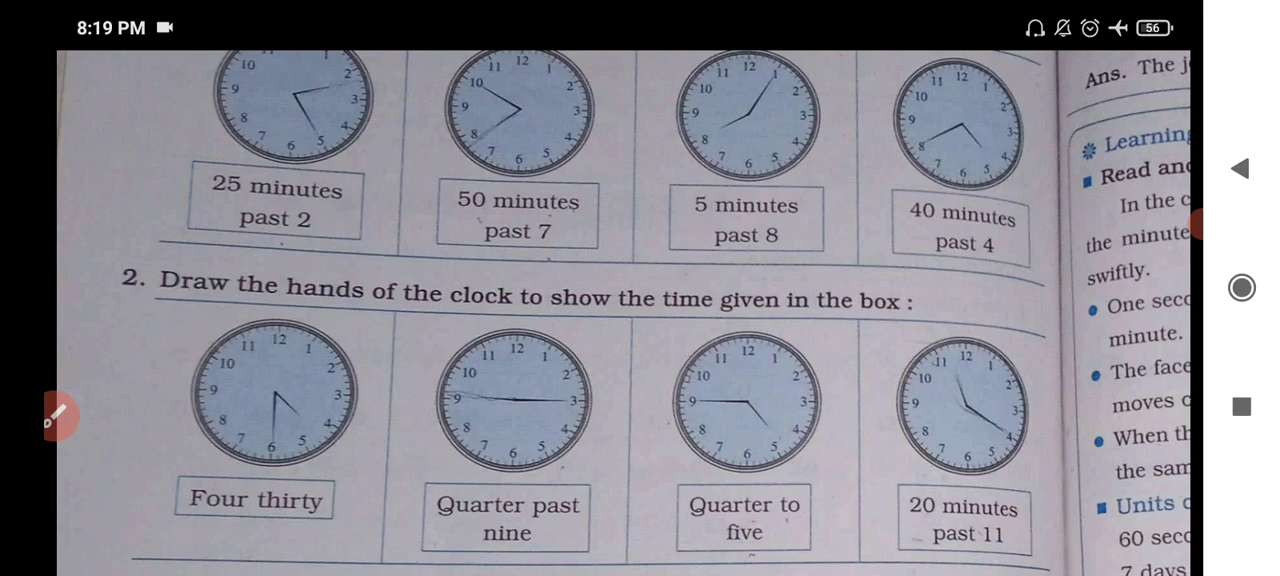 8:19 PM
56
25 minutes
past 2
50 minutes
past 7
5 minutes
past 8
40 minutes
past 4
2. Draw the hands of the clock to show the time given in the box :
Four thirty
Quarter past
nine
Quarter to
five
20 minutes
past 11
Ans. The j
Learning
Read and
In the c
the minute
swiftly.
One seco
minute.
The face
moves o
When th
the sam
Units o
60 seco
7 days